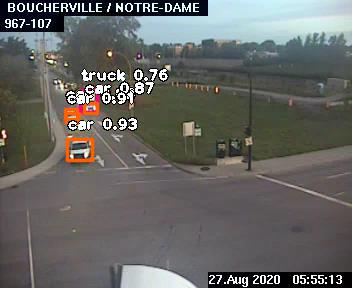 BOUCHERVILLE / NOTRE-DAME
967-107
truck 0.76
car 0.87
car 0.91
car 0.93
27.Aug 2020 05:55:13